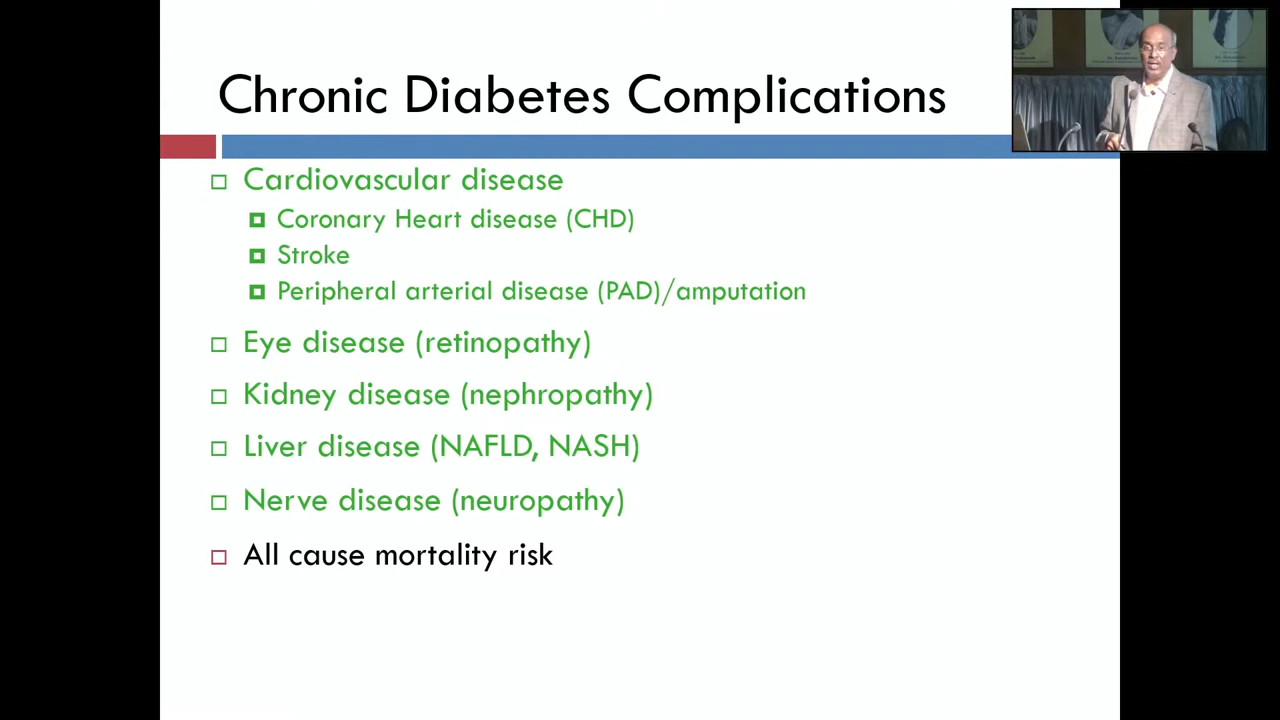 Chronic Diabetes Complications
Cardiovascular disease
Coronary Heart disease (CHD)
Stroke
Peripheral arterial disease (PAD)/amputation
Eye disease (retinopathy)
Kidney disease (nephropathy)
Liver disease (NAFLD, NASH)
Nerve disease (neuropathy)
All cause mortality risk